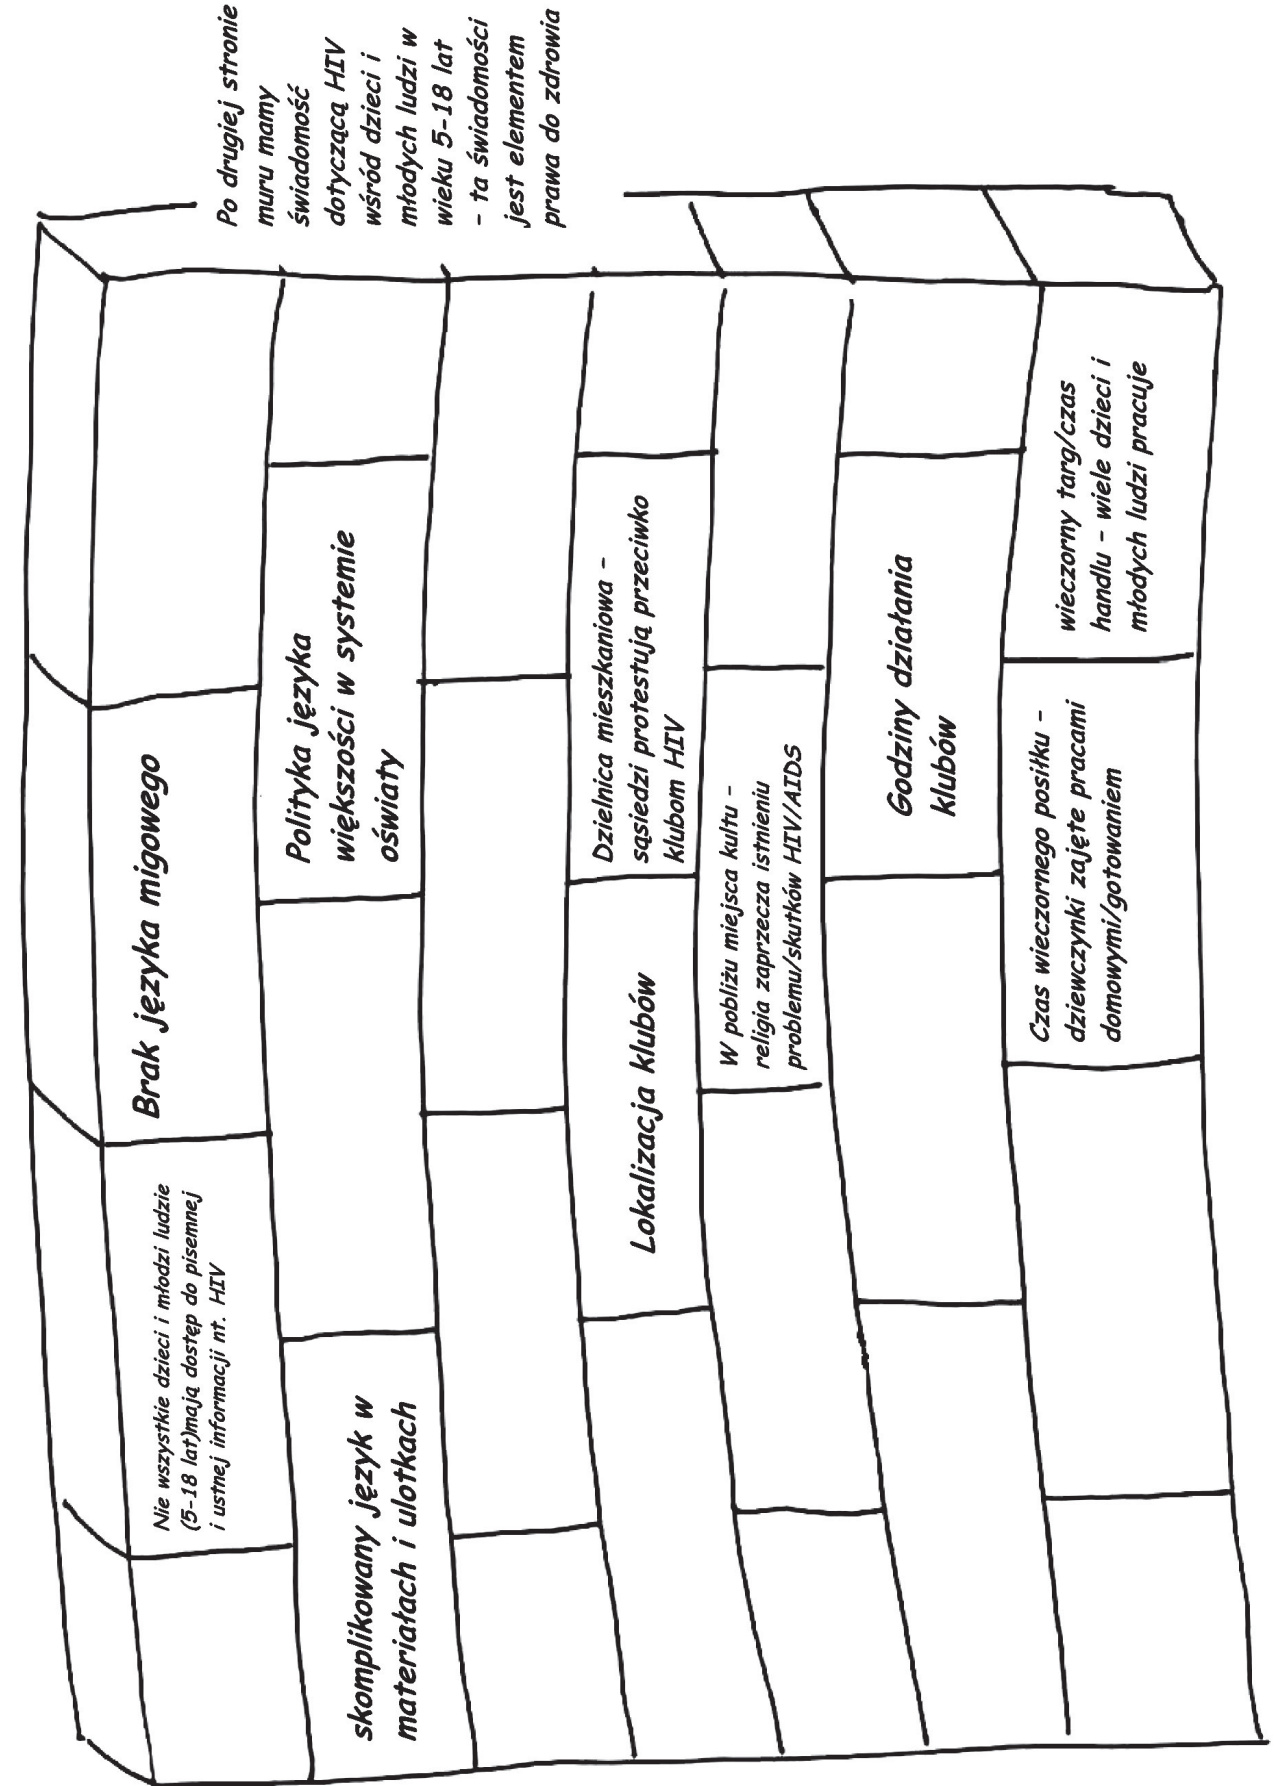 Po drugiej stronie
muru mamy
świadomość
dotyczącą HIV
wśród dzieci i
młodych ludzi w
wieku 5-18 lat
- ta świadomości
jest elementem
prawa do zdrowia
Nie wszystkie dzieci i młodzi ludzie
(5-18 lat)mają dostęp do pisemnej
i ustnej informacji nt. HIV
Brak języka migowego
skomplikowany język w
materiałach i ulotkach
Polityka języka
większości w systemie
oświaty
Lokalizacja klubów
Dzielnica mieszkaniowa -
sąsiedzi protestują przeciwko
klubom HIV
W pobliżu miejsca kultu -
religia zaprzecza istnieniu
problemu/skutków HIV/AIDS
Godziny działania
klubów
Czas wieczornego posiłku -
dziewczynki zajęte pracami
domowymi/gotowaniem
wieczorny targ/czas
handlu - wiele dzieci i
młodych ludzi pracuje